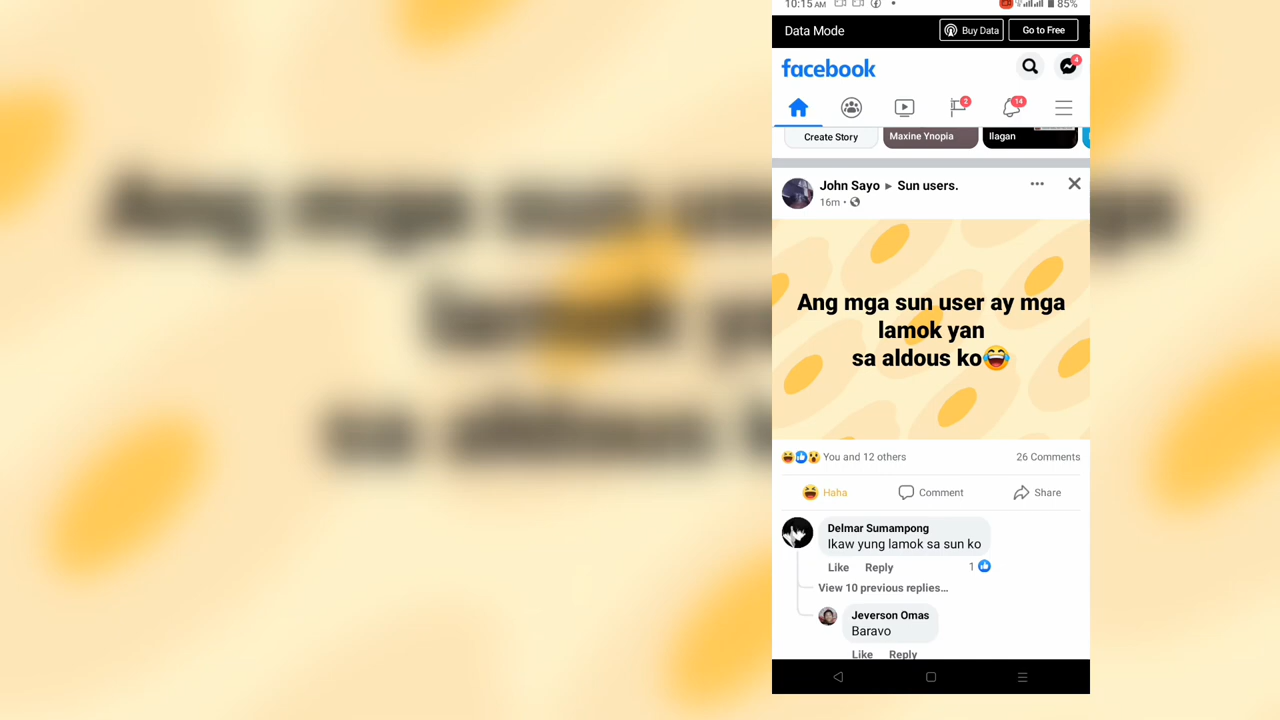 10:15 AM 85%
Data Mode Buy Data Go to Free
facebook
4
2 14
Create Story Maxine Ynopia Ilagan
John Sayo ▸ Sun users.
16m •
Ang mga sun user ay mga
lamok yan
sa aldous ko😂
You and 12 others 26 Comments
Haha Comment Share
Delmar Sumampong
Ikaw yung lamok sa sun ko
Like Reply 1
View 10 previous replies...
Jeverson Omas
Baravo
Like Reply